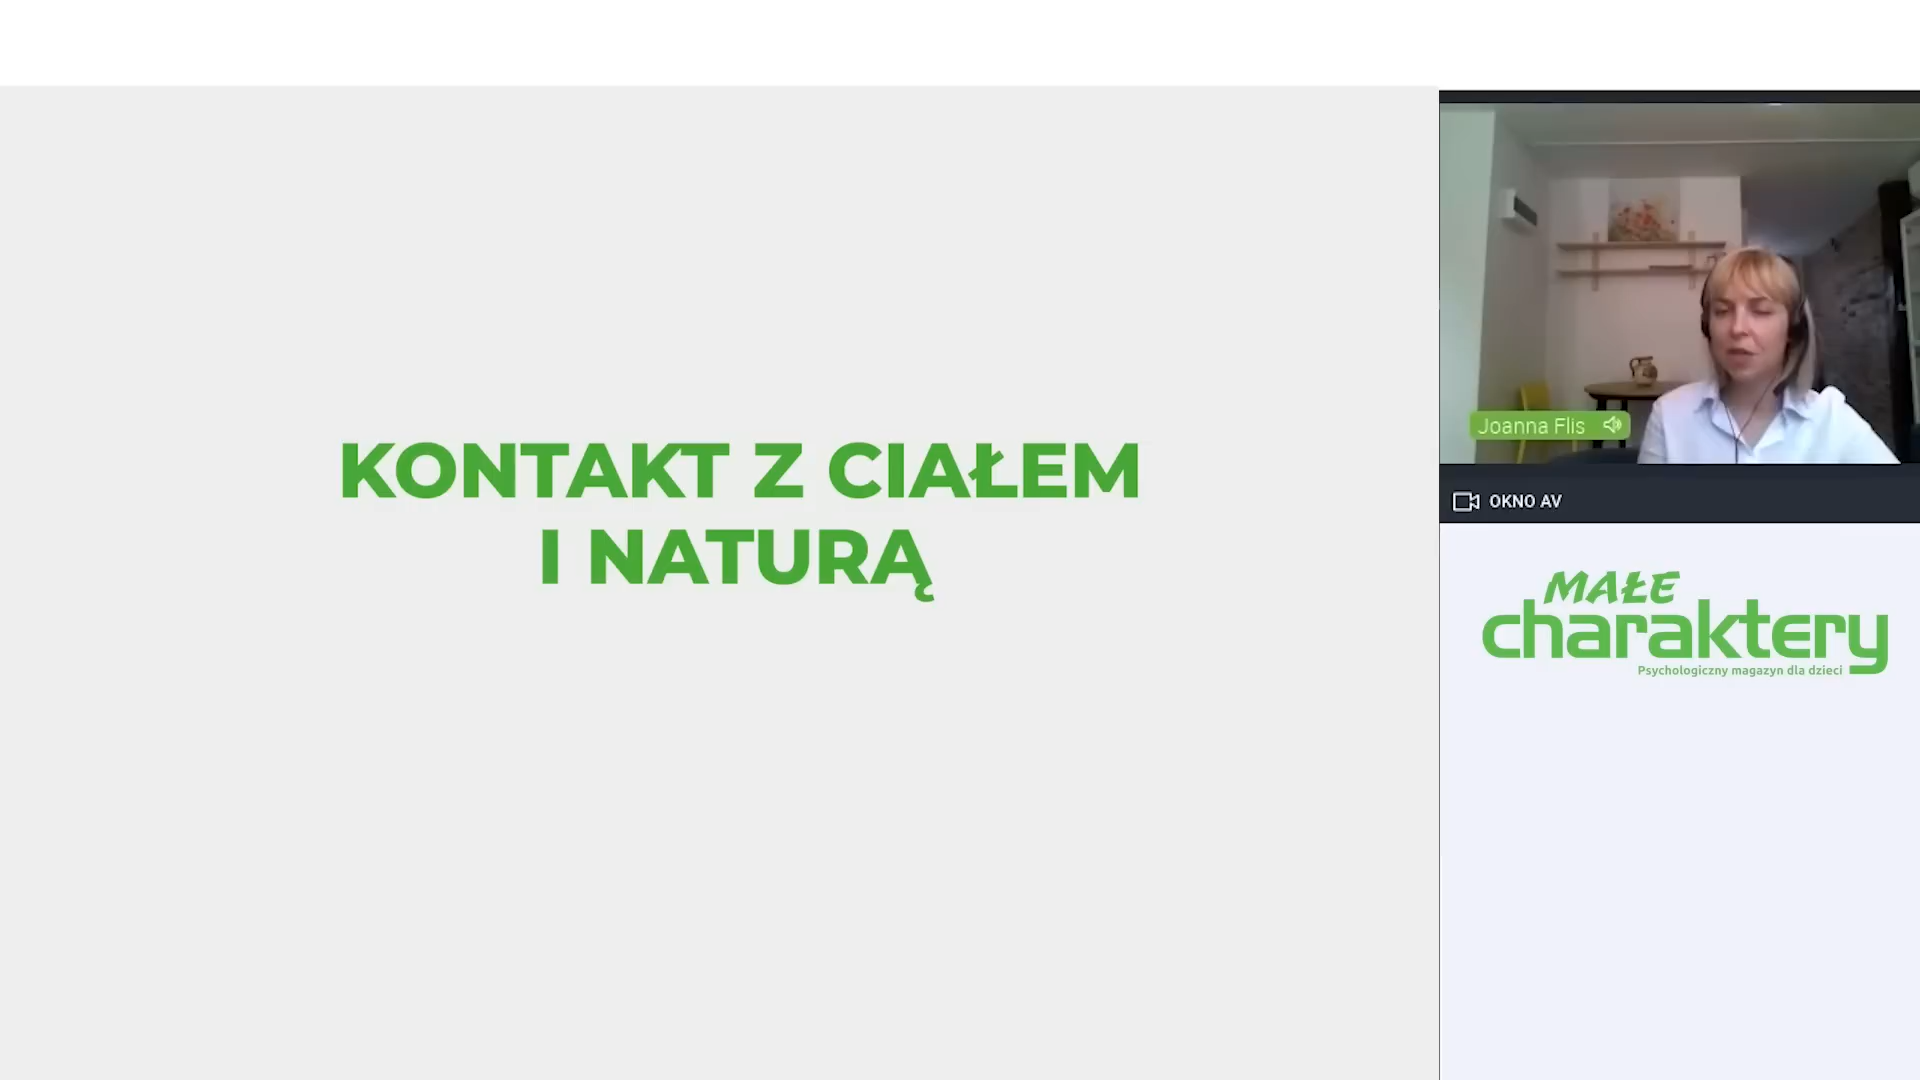 KONTAKT Z CIAŁEM
I NATURĄ
Joanna Flis
OKNO AV
MAŁE
charaktery
Psychologiczny magazyn dla dzieci